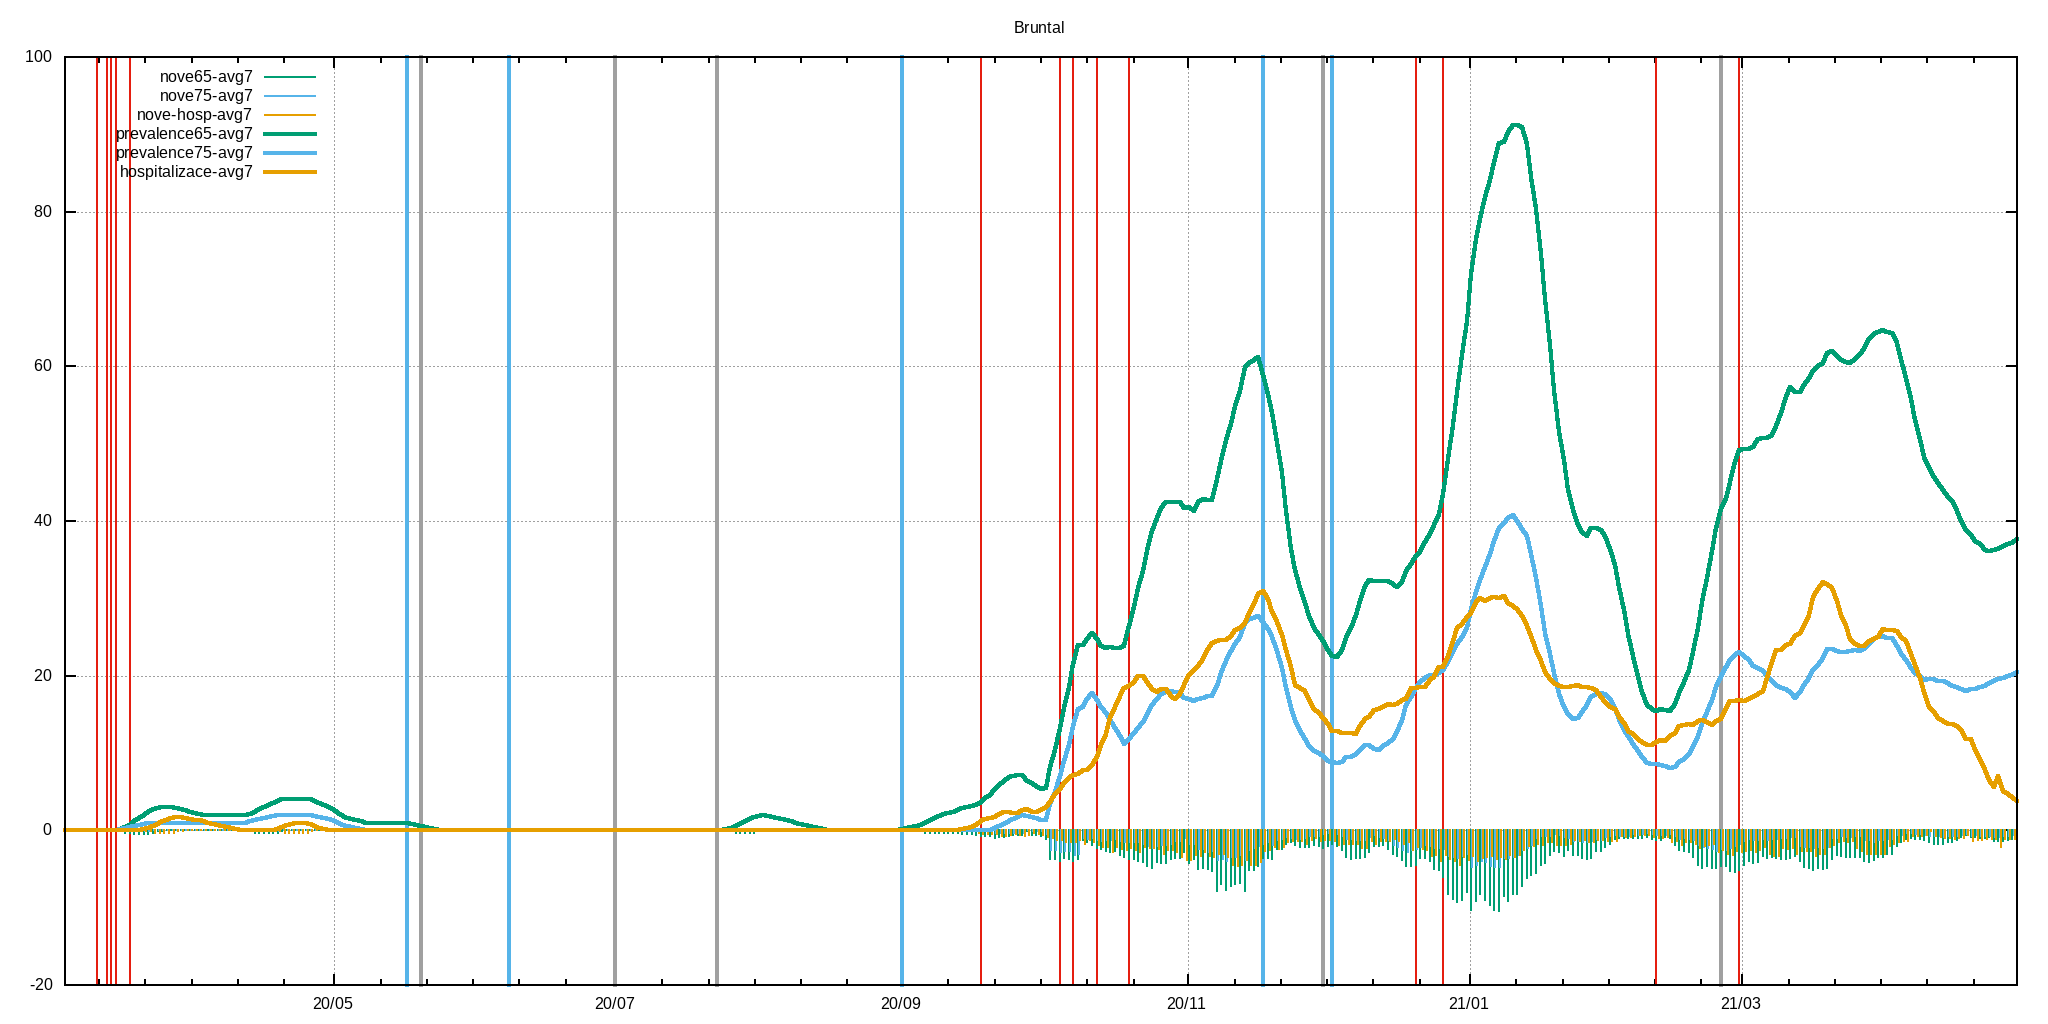 Bruntal
100
nove65-avg7
nove75-avg7
nove-hosp-avg7
prevalence65-avg7
prevalence75-avg7
hospitalizace-avg7
80
60
40
20
0
-20
20/05
20/07
20/09
20/11
21/01
21/03